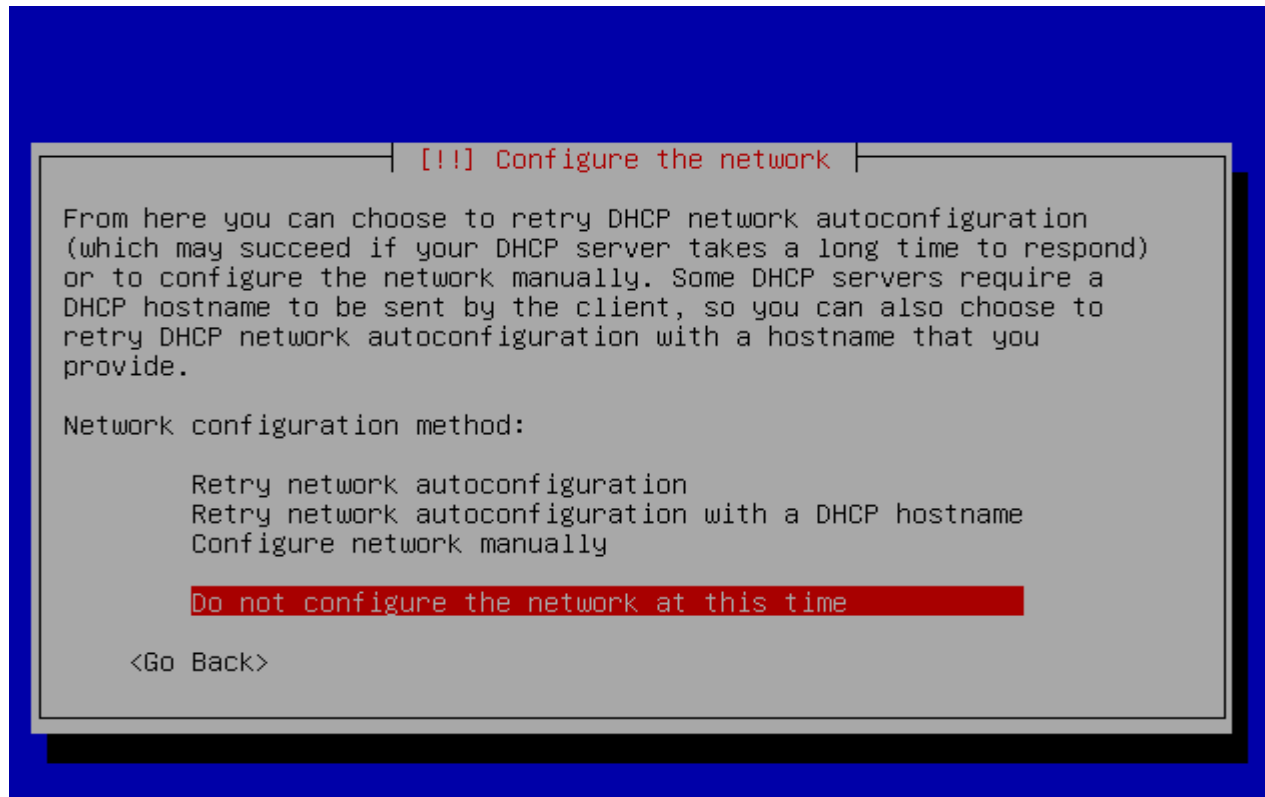 [!!] Configure the network
From here you can choose to retry DHCP network autoconfiguration
(which may succeed if your DHCP server takes a long time to respond)
or to configure the network manually. Some DHCP servers require a
DHCP hostname to be sent by the client, so you can also choose to
retry DHCP network autoconfiguration with a hostname that you
provide.
Network configuration method:
Retry network autoconfiguration
Retry network autoconfiguration with a DHCP hostname
Configure network manually
Do not configure the network at this time
<Go Back>